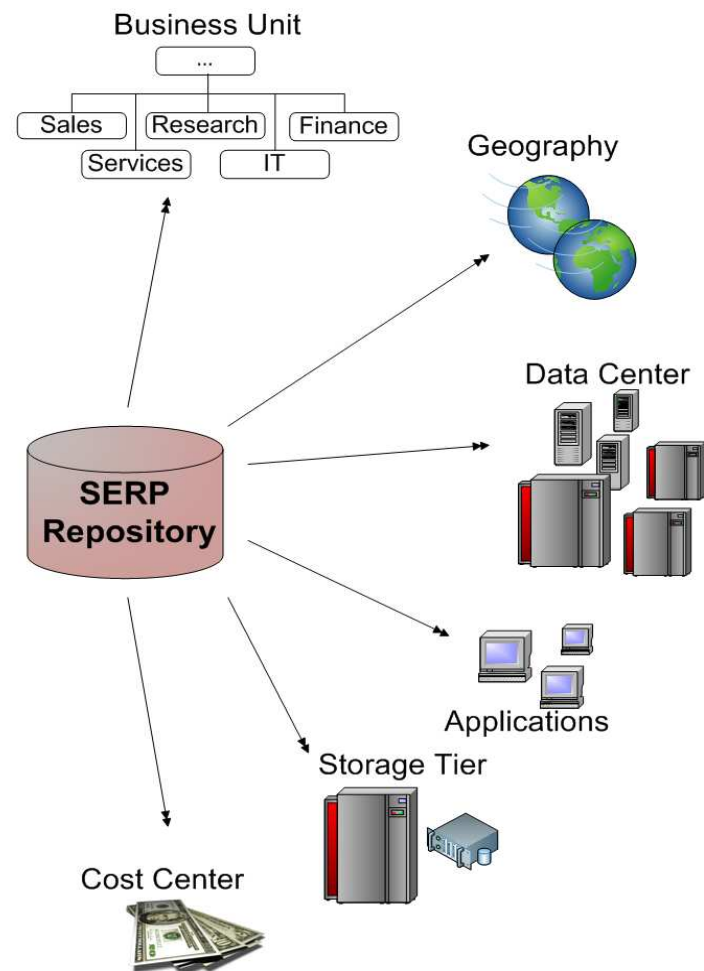 Business Unit
...
Sales
Research
Finance
Services
IT
Geography
Data Center
SERP
Repository
Applications
Storage Tier
Cost Center